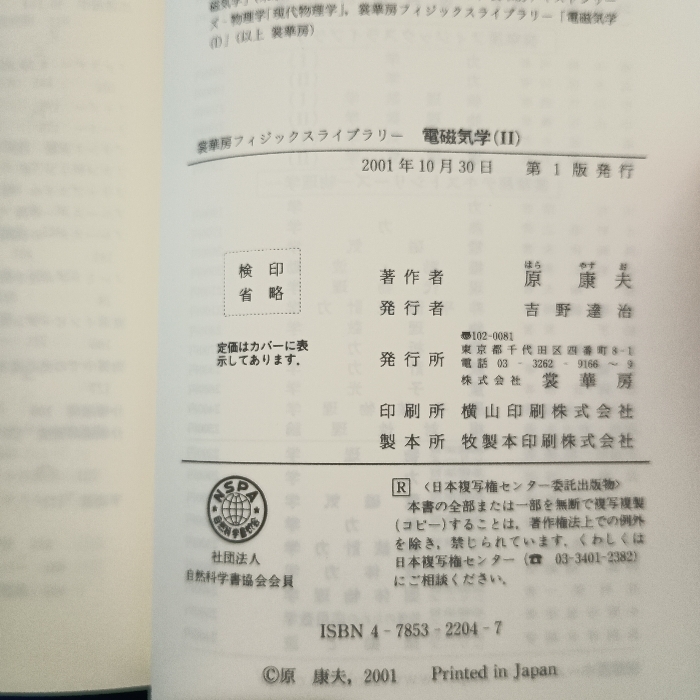 ズ・物理学「現代物理学」, 裳華房フィジックスライブラリー「電磁気学
(I)」(以上 裳華房)
裳華房フィジックスライブラリー 電磁気学(II)
2001年10月30日 第1版発行
検印
省略
定価はカバーに表
示してあります。
はら やす お
著作者 原 康夫
発行者 吉野達治
発行所
〠102-0081
東京都千代田区四番町8-1
電話 03-3262-9166~9
株式会社 裳華房
印刷所 横山印刷株式会社
製本所 牧製本印刷株式会社
NSPA
自然科学書協会
社団法人
自然科学書協会会員
R 〈日本複写権センター委託出版物〉
本書の全部または一部を無断で複写複製
(コピー)することは, 著作権法上での例外
を除き, 禁じられています。くわしくは
日本複写権センター(☎ 03-3401-2382)
にご相談ください。
ISBN 4-7853-2204-7
©原 康夫, 2001 Printed in Japan